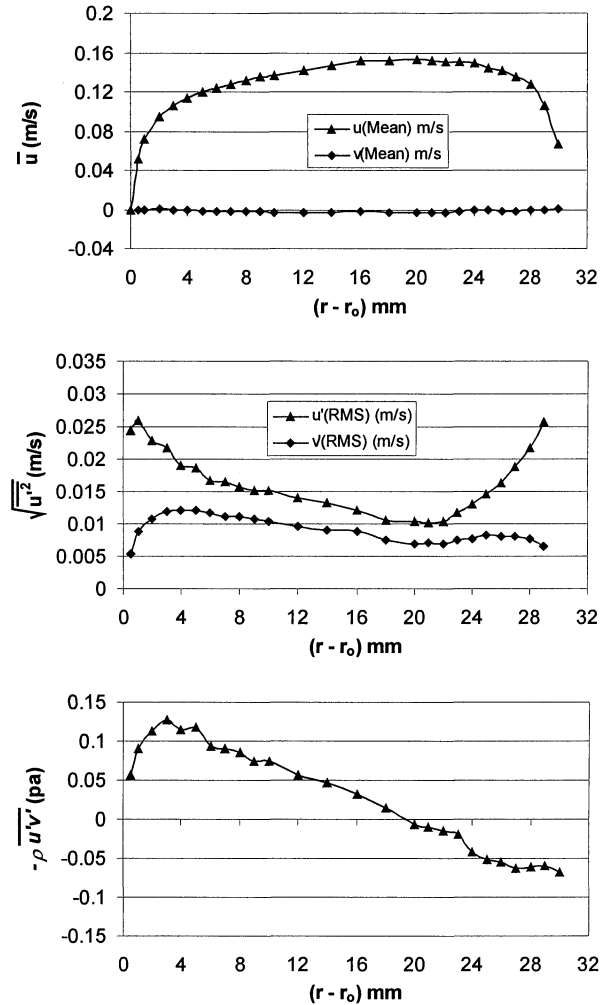 0.2
0.16
0.12
0.08
0.04
0
-0.04
u̅ (m/s)
u(Mean) m/s
v(Mean) m/s
0 4 8 12 16 20 24 28 32
(r - rₒ) mm
0.035
0.03
0.025
0.02
0.015
0.01
0.005
0
√u'² (m/s)
u'(RMS) (m/s)
v'(RMS) (m/s)
0 4 8 12 16 20 24 28 32
(r - rₒ) mm
0.15
0.1
0.05
0
-0.05
-0.1
-0.15
- ρ u'v' (pa)
0 4 8 12 16 20 24 28 32
(r - rₒ) mm